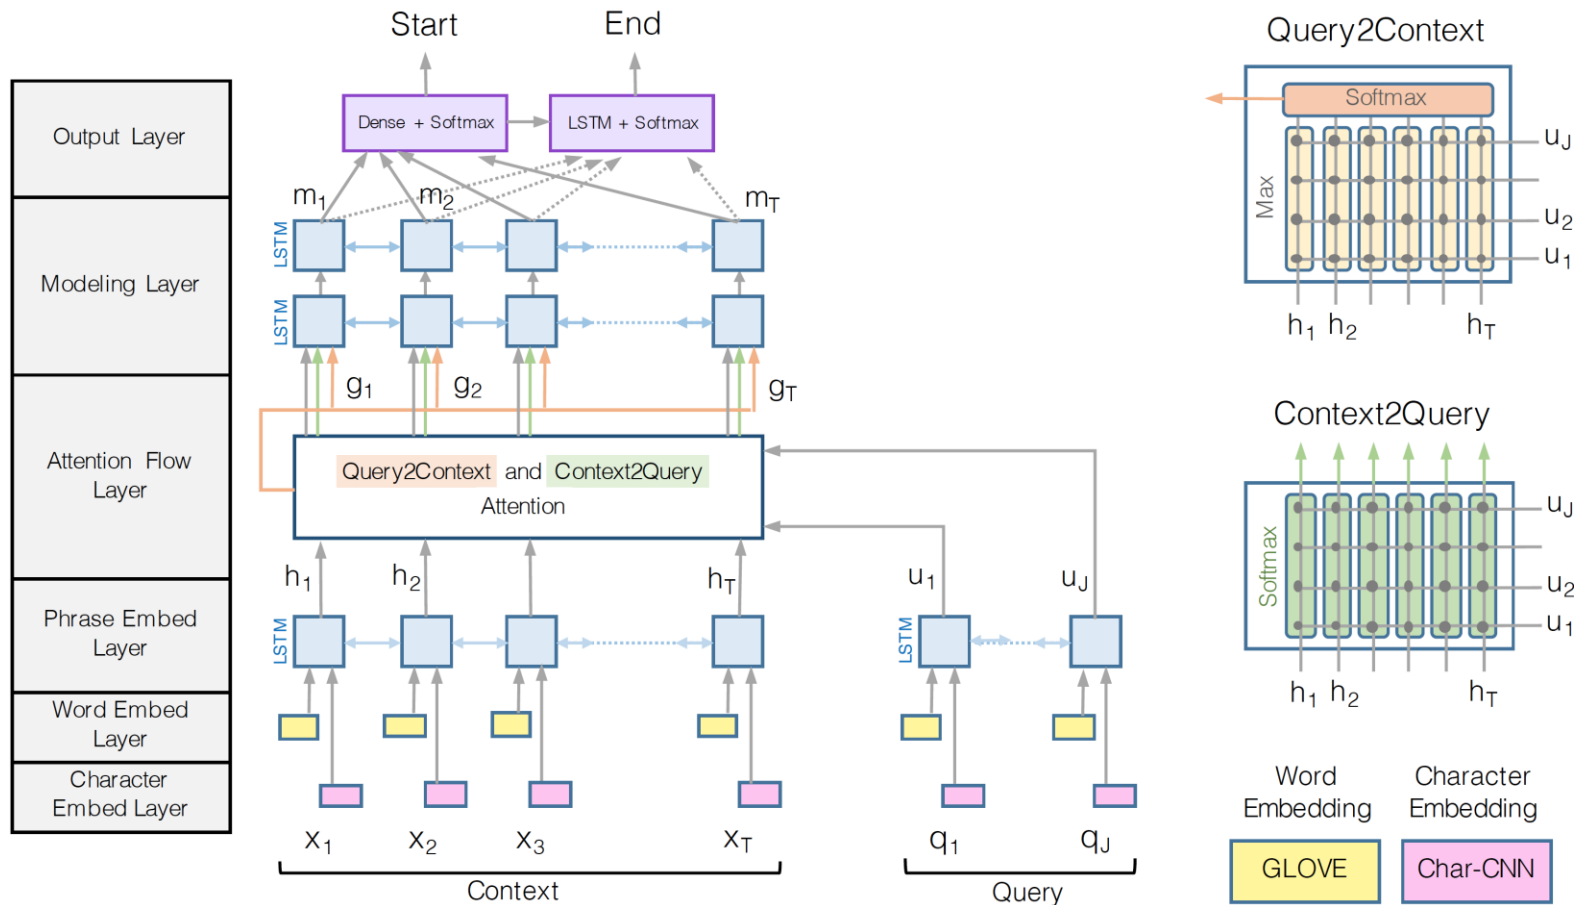 Start
End
Output Layer
Dense + Softmax
LSTM + Softmax
m1
m2
mT
Modeling Layer
LSTM
LSTM
g1
g2
gT
Attention Flow
Layer
Query2Context and Context2Query
Attention
h1
h2
hT
u1
uJ
Phrase Embed
Layer
LSTM
LSTM
Word Embed
Layer
Character
Embed Layer
x1
x2
x3
xT
q1
qJ
Context
Query
Query2Context
Softmax
Max
uJ
u2
u1
h1
h2
hT
Context2Query
Softmax
uJ
u2
u1
h1
h2
hT
Word
Embedding
GLOVE
Character
Embedding
Char-CNN